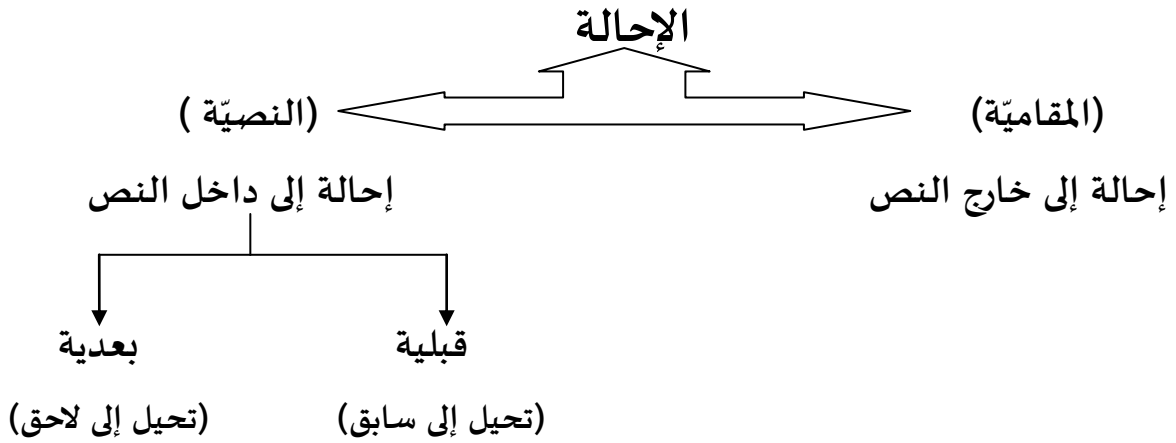 الإحالة
(المقاميّة) (النصيّة )
إحالة إلى خارج النص إحالة إلى داخل النص
قبلية بعدية
(تحيل إلى سابق) (تحيل إلى لاحق)